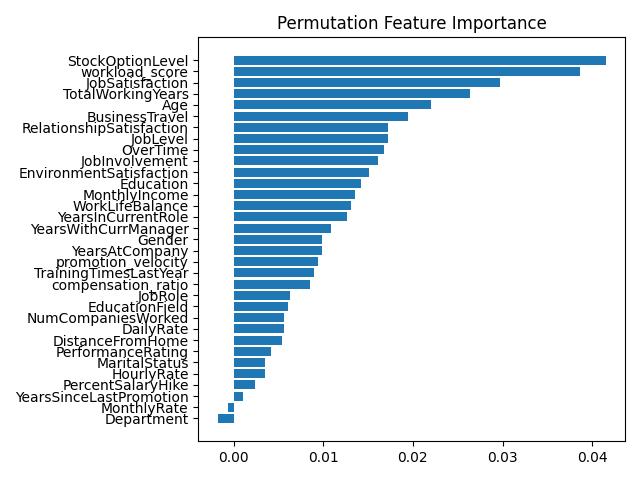 Permutation Feature Importance
StockOptionLevel
workload_score
JobSatisfaction
TotalWorkingYears
Age
BusinessTravel
RelationshipSatisfaction
JobLevel
OverTime
JobInvolvement
EnvironmentSatisfaction
Education
MonthlyIncome
WorkLifeBalance
YearsInCurrentRole
YearsWithCurrManager
Gender
YearsAtCompany
promotion_velocity
TrainingTimesLastYear
compensation_ratio
JobRole
EducationField
NumCompaniesWorked
DailyRate
DistanceFromHome
PerformanceRating
MaritalStatus
HourlyRate
PercentSalaryHike
YearsSinceLastPromotion
MonthlyRate
Department
0.00 0.01 0.02 0.03 0.04